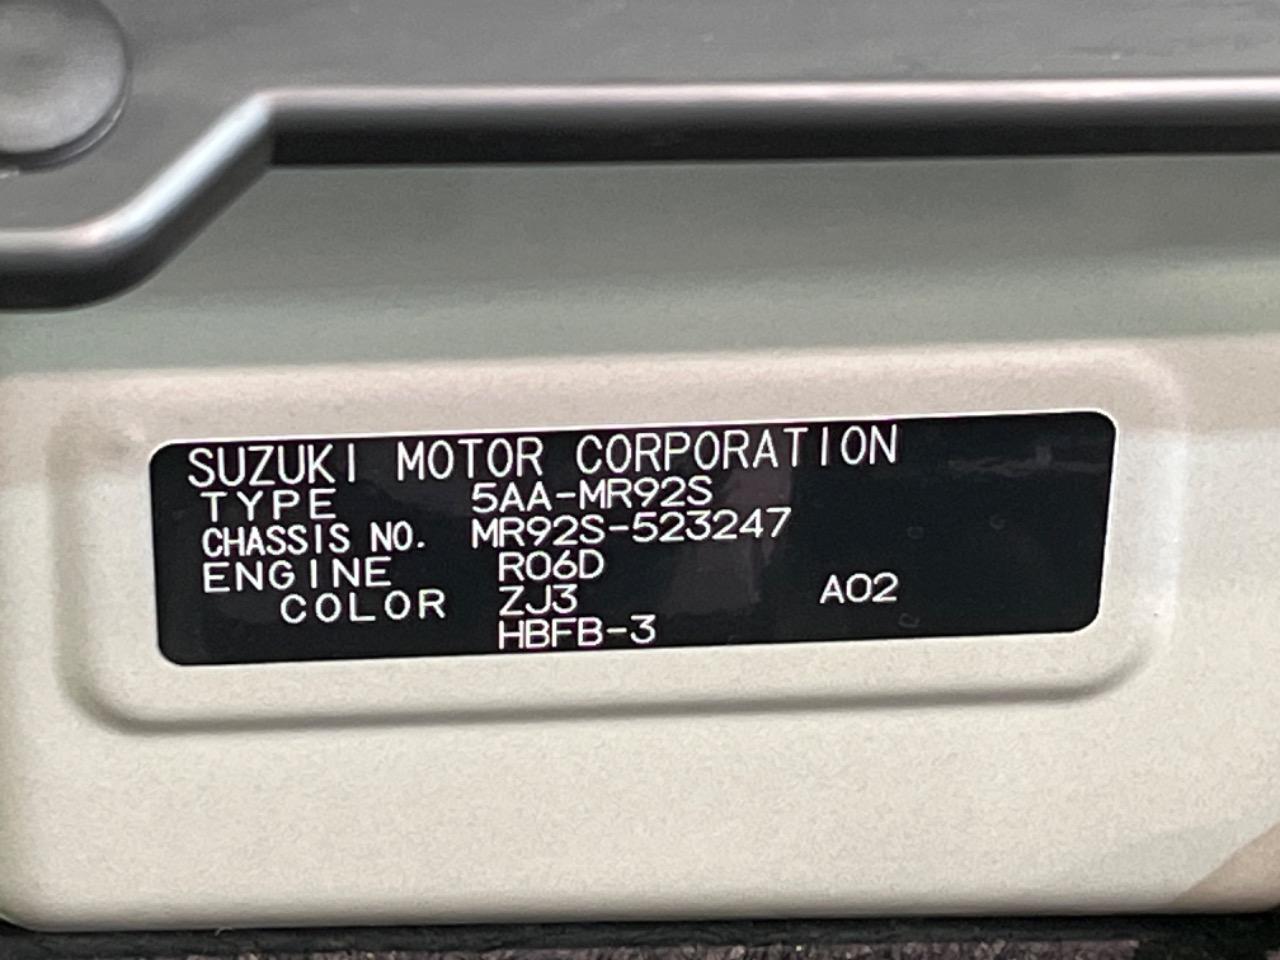 SUZUKI MOTOR CORPORATION
TYPE 5AA-MR92S
CHASSIS NO. MR92S-523247
ENGINE R06D
COLOR ZJ3 A02
HBFB-3